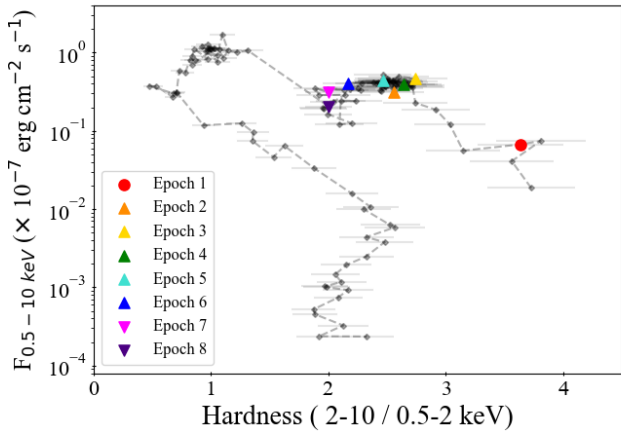 F0.5 − 10 keV (× 10−7 erg cm−2 s−1)
10^0
10^−1
10^−2
10^−3
10^−4
Epoch 1
Epoch 2
Epoch 3
Epoch 4
Epoch 5
Epoch 6
Epoch 7
Epoch 8
0 1 2 3 4
Hardness ( 2-10 / 0.5-2 keV)